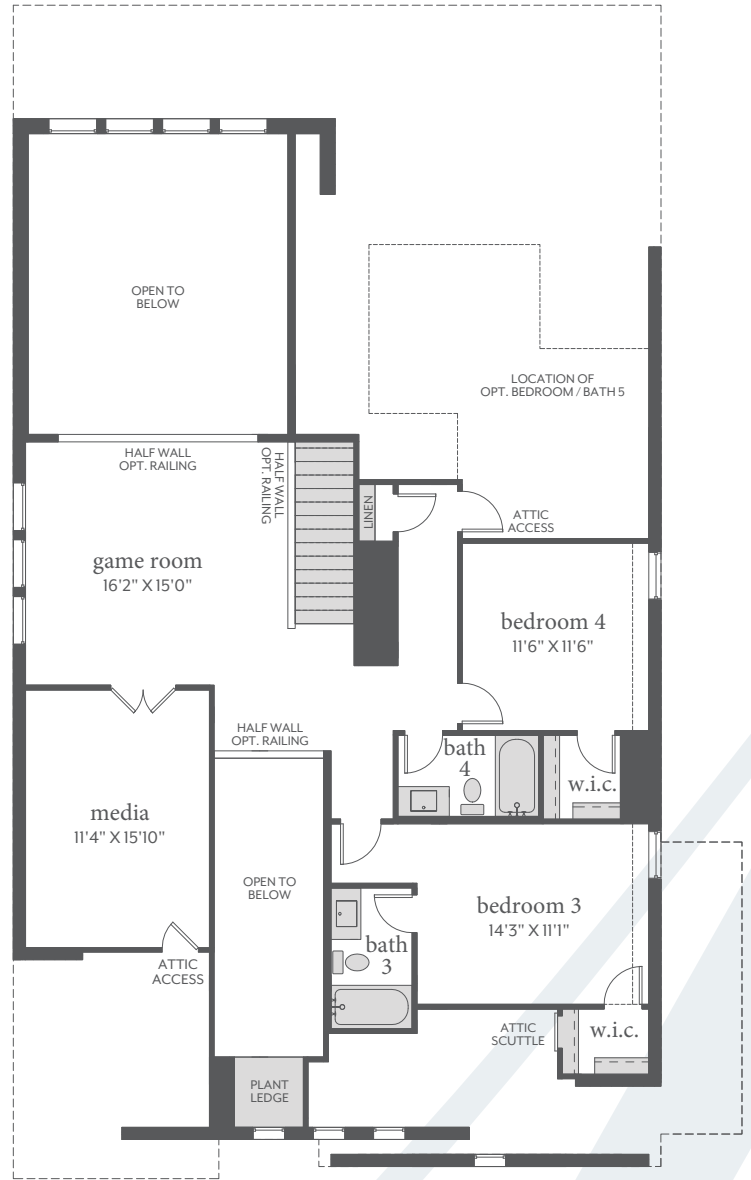 OPEN TO
BELOW
LOCATION OF
OPT. BEDROOM / BATH 5
HALF WALL
OPT. RAILING
HALF WALL
OPT. RAILING
LINEN
ATTIC
ACCESS
game room
16'2" X 15'0"
bedroom 4
11'6" X 11'6"
HALF WALL
OPT. RAILING
bath
4
w.i.c.
media
11'4" X 15'10"
OPEN TO
BELOW
bedroom 3
14'3" X 11'1"
bath
3
ATTIC
ACCESS
ATTIC
SCUTTLE
w.i.c.
PLANT
LEDGE